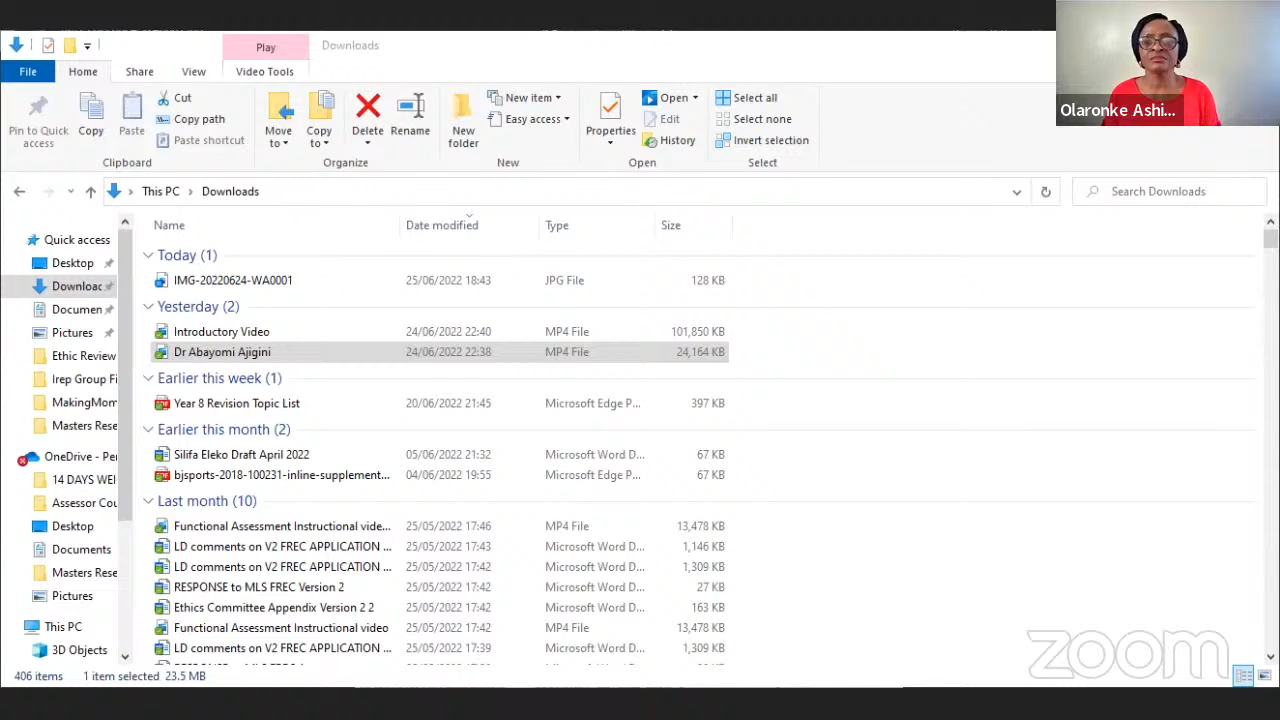 Play
Downloads
File
Home
Share
View
Video Tools
Olaronke Ashi...
Pin to Quick access
Copy
Paste
Cut
Copy path
Paste shortcut
Clipboard
Move to
Copy to
Delete
Rename
Organize
New folder
New item
Easy access
New
Properties
Open
Edit
History
Open
Select all
Select none
Invert selection
Select
This PC > Downloads
Search Downloads
Name Date modified Type Size
Quick access
Desktop
Downloac
Documen
Pictures
Ethic Review
Irep Group Fi
MakingMom
Masters Rese
OneDrive - Per
14 DAYS WEI
Assessor Cou
Desktop
Documents
Masters Rese
Pictures
This PC
3D Objects
Today (1)
IMG-20220624-WA0001 25/06/2022 18:43 JPG File 128 KB
Yesterday (2)
Introductory Video 24/06/2022 22:40 MP4 File 101,850 KB
Dr Abayomi Ajigini 24/06/2022 22:38 MP4 File 24,164 KB
Earlier this week (1)
Year 8 Revision Topic List 20/06/2022 21:45 Microsoft Edge P... 397 KB
Earlier this month (2)
Silifa Eleko Draft April 2022 05/06/2022 21:32 Microsoft Word D... 67 KB
bjsports-2018-100231-inline-supplement... 04/06/2022 19:55 Microsoft Edge P... 67 KB
Last month (10)
Functional Assessment Instructional vide... 25/05/2022 17:46 MP4 File 13,478 KB
LD comments on V2 FREC APPLICATION ... 25/05/2022 17:43 Microsoft Word D... 1,146 KB
LD comments on V2 FREC APPLICATION ... 25/05/2022 17:42 Microsoft Word D... 1,309 KB
RESPONSE to MLS FREC Version 2 25/05/2022 17:42 Microsoft Word D... 27 KB
Ethics Committee Appendix Version 2 2 25/05/2022 17:42 Microsoft Word D... 163 KB
Functional Assessment Instructional video 25/05/2022 17:42 MP4 File 13,478 KB
LD comments on V2 FREC APPLICATION ... 25/05/2022 17:39 Microsoft Word D... 1,309 KB
zoom
406 items 1 item selected 23.5 MB